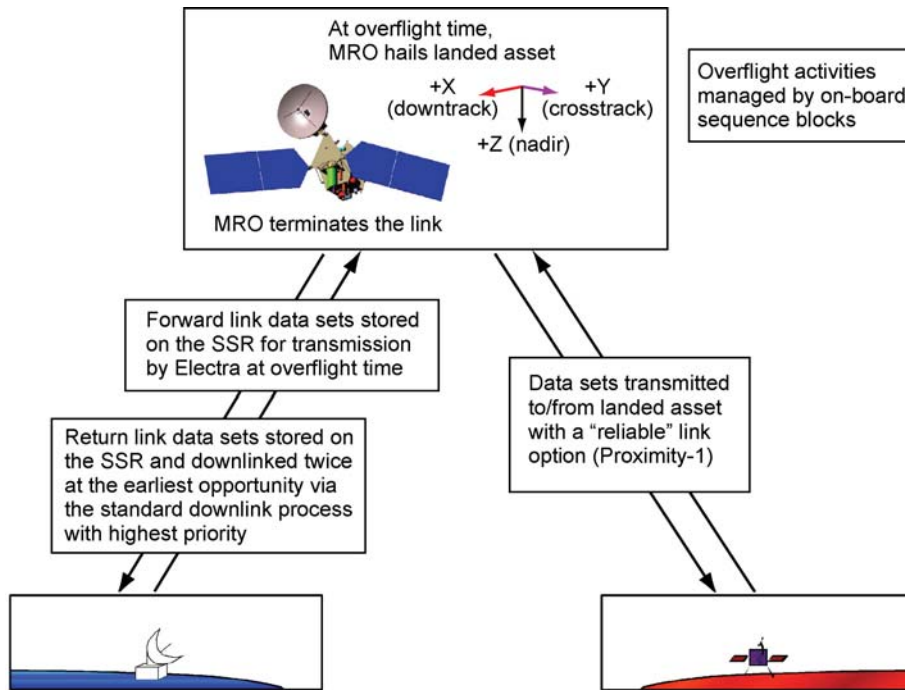 At overflight time,
MRO hails landed asset
+X
(downtrack)
+Y
(crosstrack)
+Z (nadir)
MRO terminates the link
Overflight activities
managed by on-board
sequence blocks
Forward link data sets stored
on the SSR for transmission
by Electra at overflight time
Return link data sets stored on
the SSR and downlinked twice
at the earliest opportunity via
the standard downlink process
with highest priority
Data sets transmitted
to/from landed asset
with a “reliable” link
option (Proximity-1)